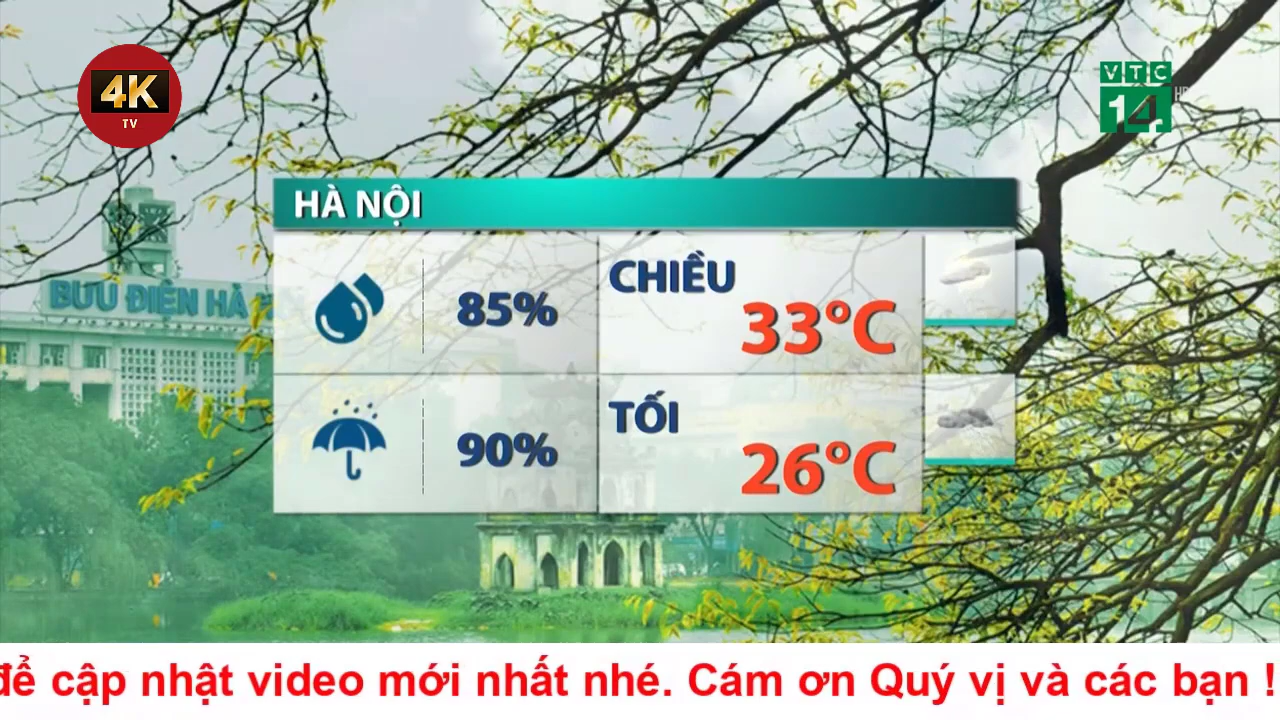 4K
TV
VTC
14
HD
HÀ NỘI
BƯU ĐIỆN HÀ
85%
CHIỀU
33°C
90%
TỐI
26°C
để cập nhật video mới nhất nhé. Cám ơn Quý vị và các bạn !